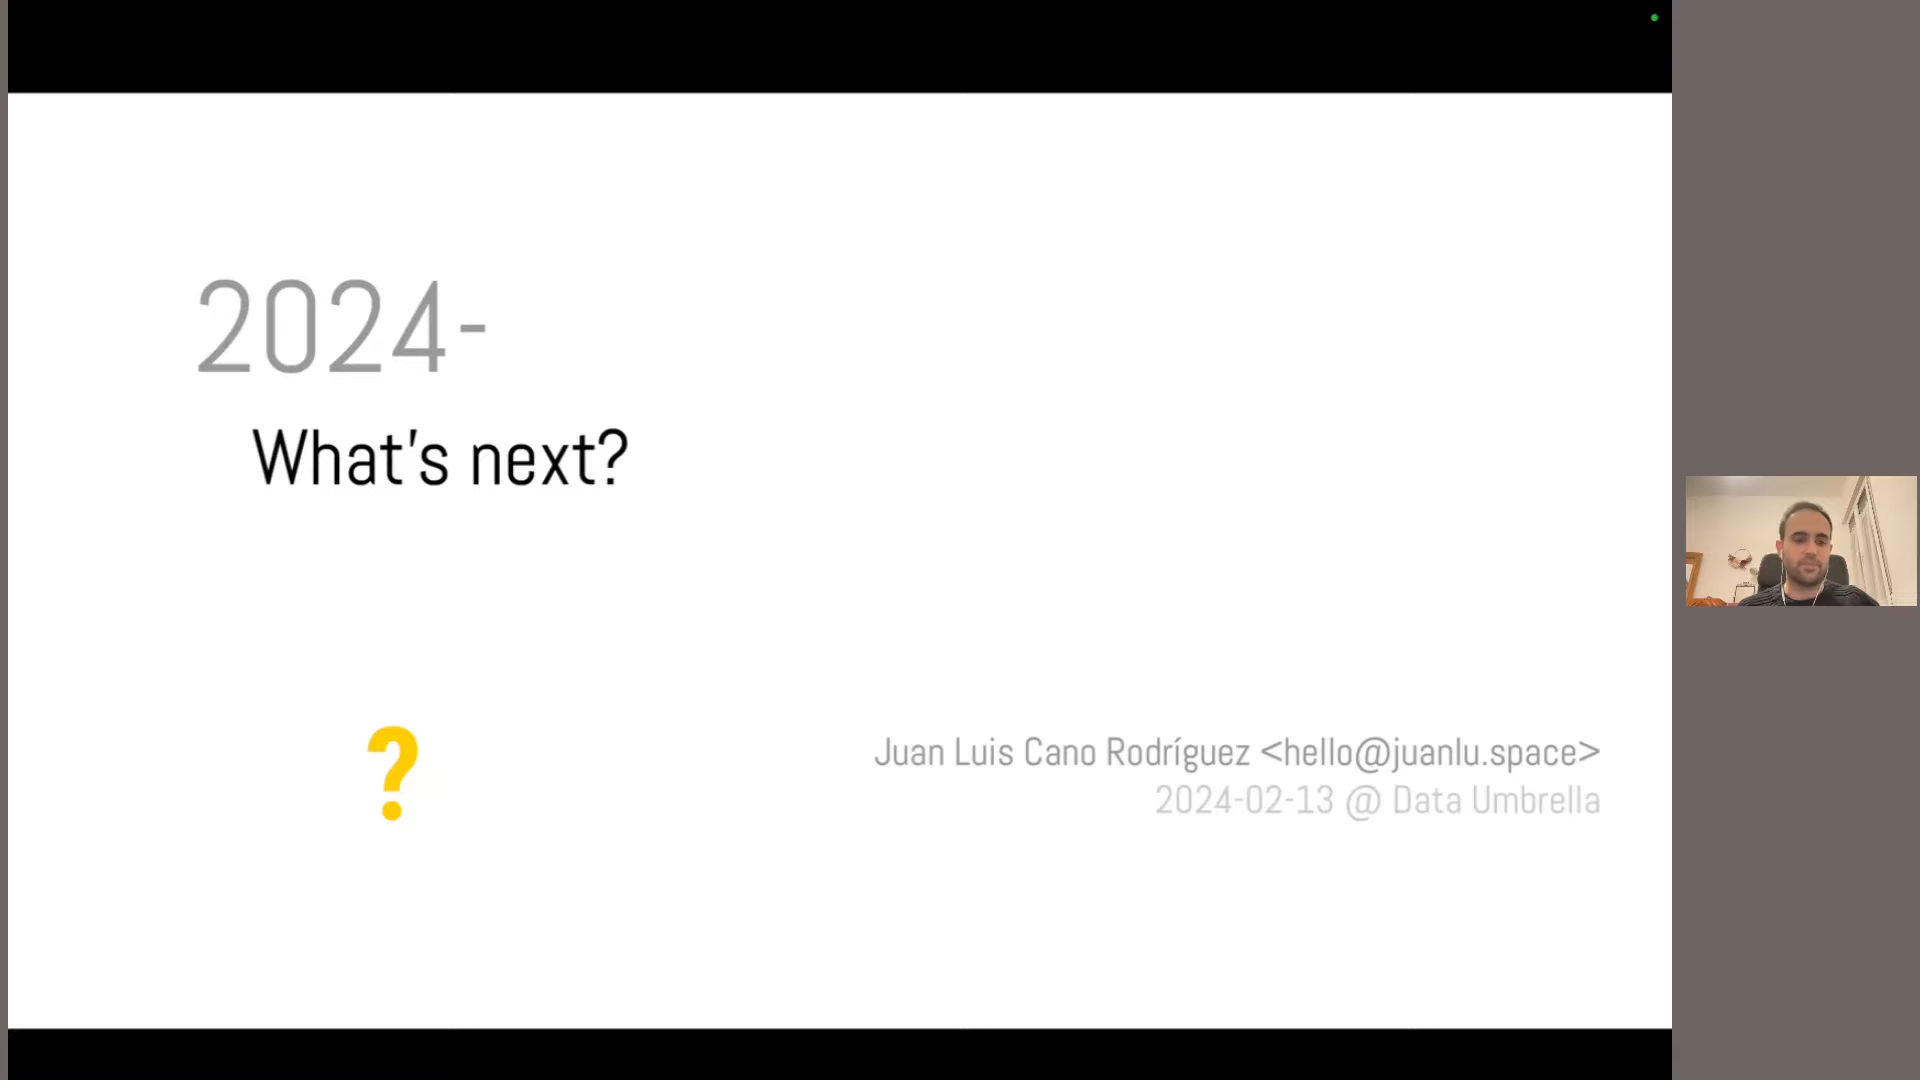 2024-
What's next?
?
Juan Luis Cano Rodríguez <hello@juanlu.space>
2024-02-13 @ Data Umbrella